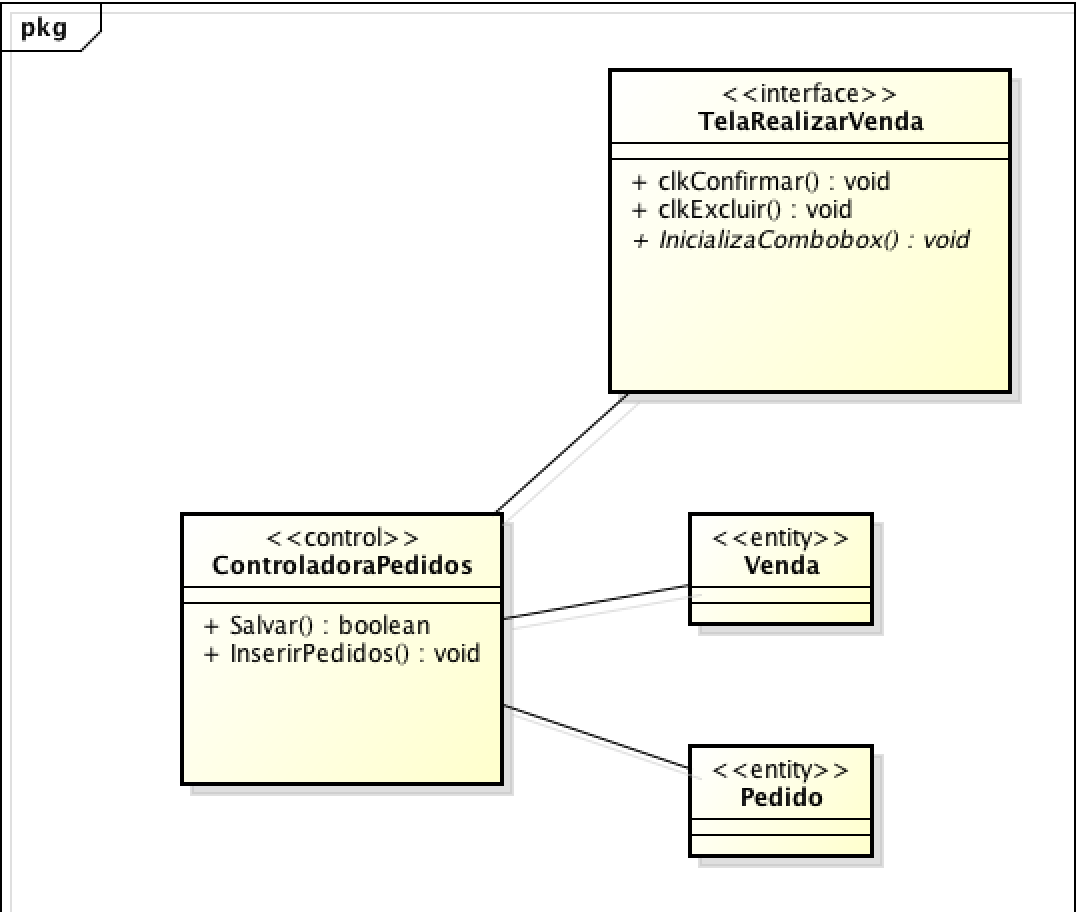 pkg
<<interface>>
TelaRealizarVenda
+ clkConfirmar() : void
+ clkExcluir() : void
+ InicializaCombobox() : void
<<control>>
ControladoraPedidos
+ Salvar() : boolean
+ InserirPedidos() : void
<<entity>>
Venda
<<entity>>
Pedido